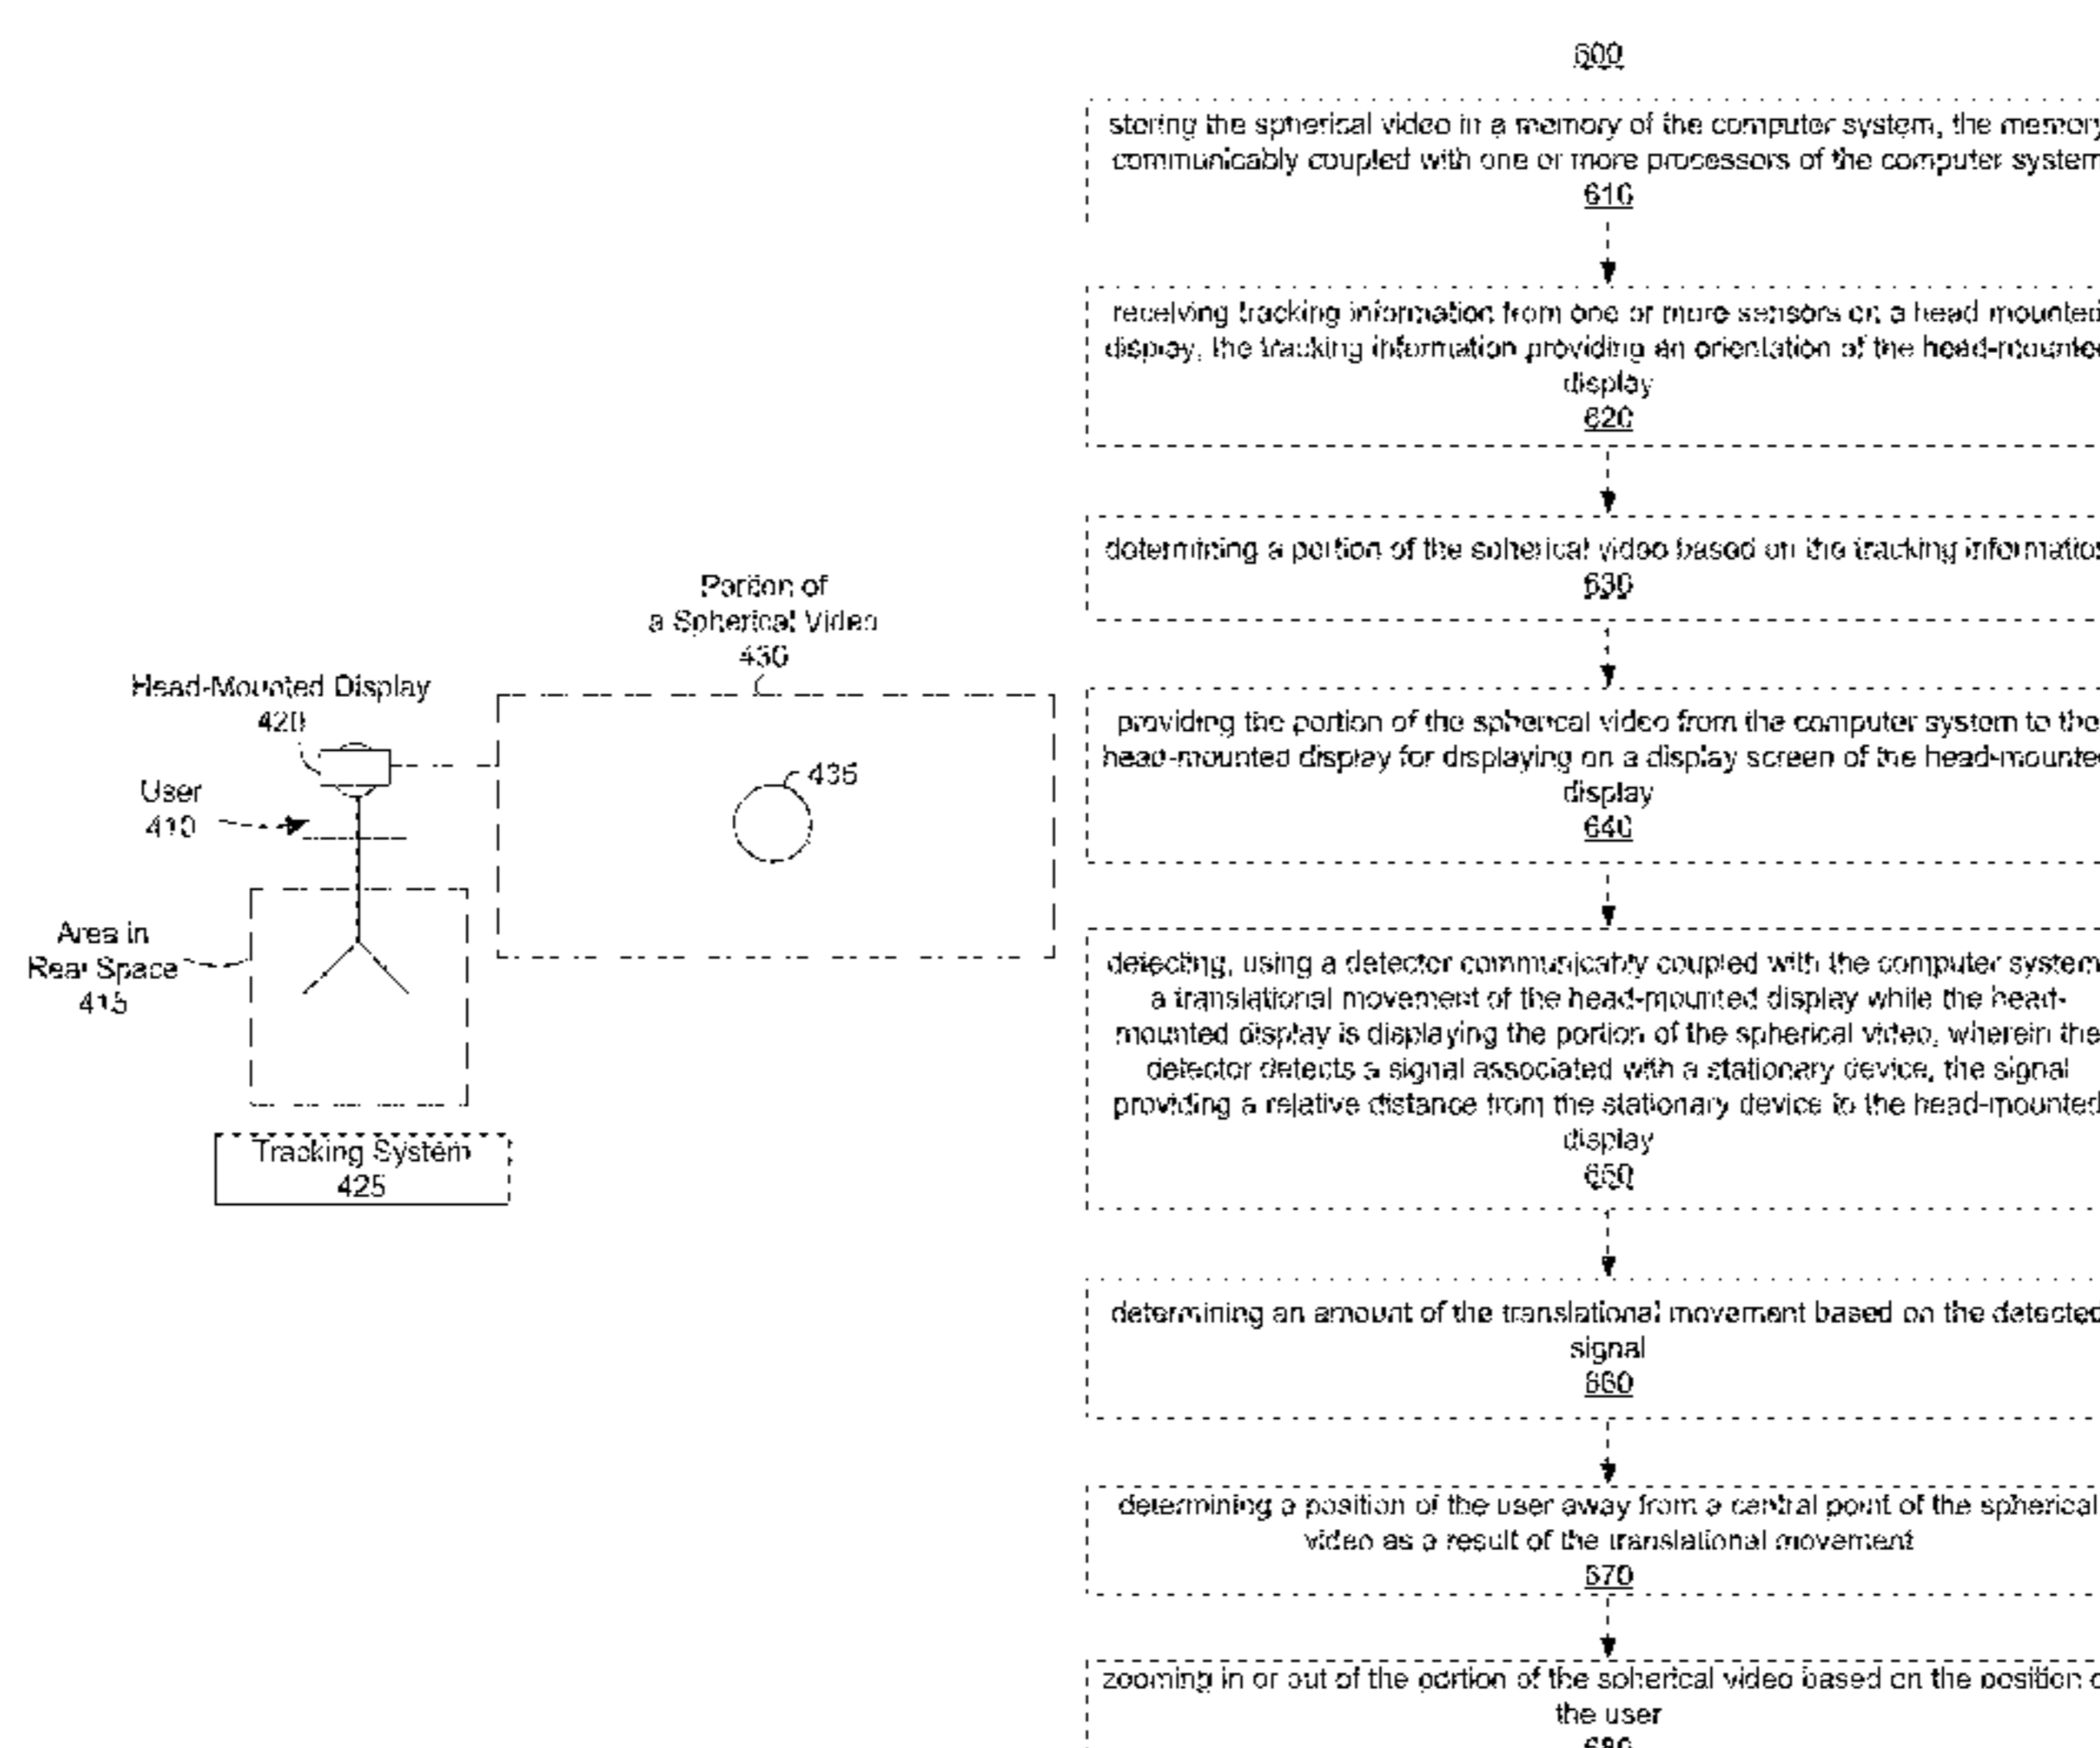 Portion of
a Spherical Video
430
Head-Mounted Display
420
User
410
435
Area in
Real Space
415
Tracking System
425
600
storing the spherical video in a memory of the computer system, the memory
communicably coupled with one or more processors of the computer system
610
receiving tracking information from one or more sensors on a head mounted
display, the tracking information providing an orientation of the head-mounted
display
620
determining a portion of the spherical video based on the tracking information
630
providing the portion of the spherical video from the computer system to the
head-mounted display for displaying on a display screen of the head-mounted
display
640
detecting, using a detector communicably coupled with the computer system
a translational movement of the head-mounted display while the head-
mounted display is displaying the portion of the spherical video, wherein the
detector detects a signal associated with a stationary device, the signal
providing a relative distance from the stationary device to the head-mounted
display
650
determining an amount of the translational movement based on the detected
signal
660
determining a position of the user away from a central point of the spherical
video as a result of the translational movement
670
zooming in or out of the portion of the spherical video based on the position
the user
680